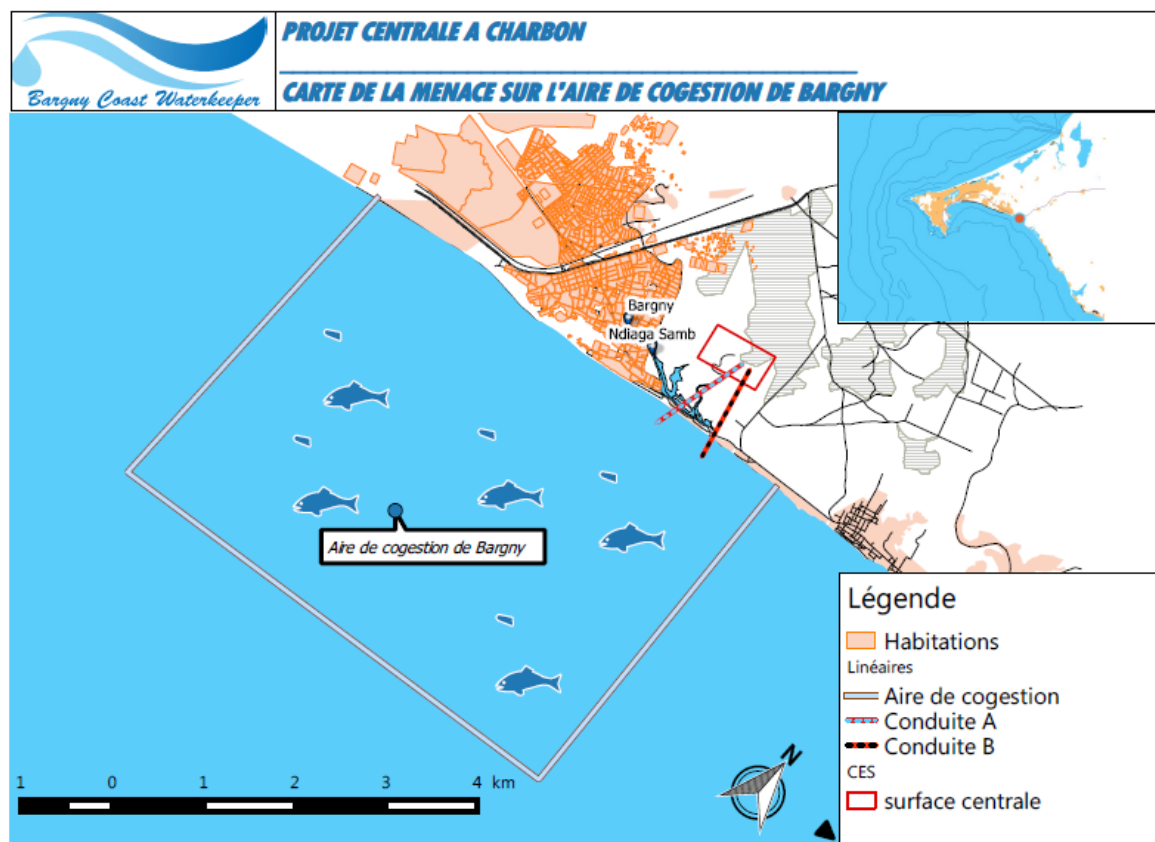 PROJET CENTRALE A CHARBON
Bargny Coast Waterkeeper
CARTE DE LA MENACE SUR L'AIRE DE COGESTION DE BARGNY
Bargny
Ndiaga Samb
Aire de cogestion de Bargny
Légende
Habitations
Linéaires
Aire de cogestion
Conduite A
Conduite B
CES
surface centrale
N
1 0 1 2 3 4 km